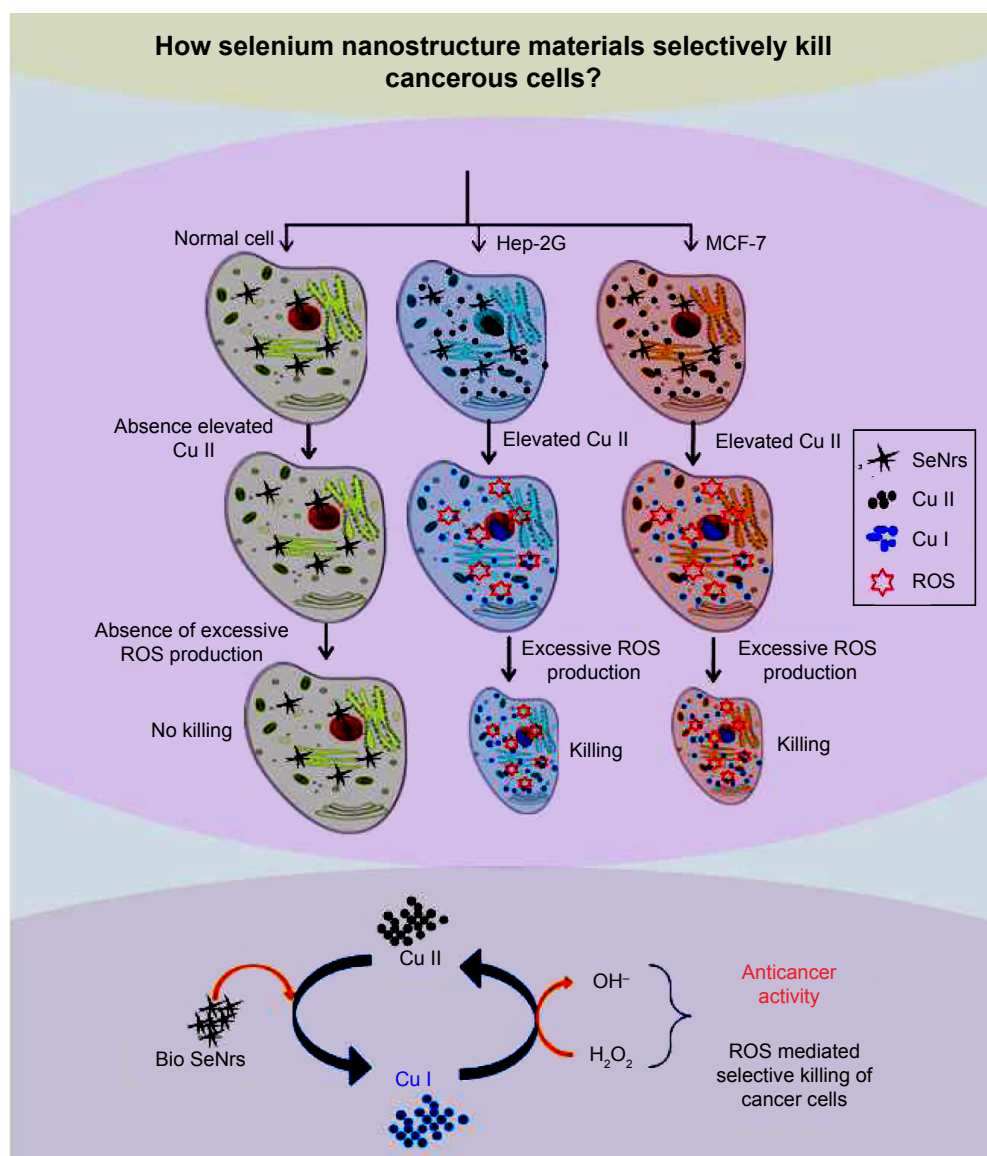 How selenium nanostructure materials selectively kill
cancerous cells?
Normal cell
Hep-2G
MCF-7
Absence elevated
Cu II
Elevated Cu II
Elevated Cu II
SeNrs
Cu II
Cu I
ROS
Absence of excessive
ROS production
Excessive ROS
production
Excessive ROS
production
No killing
Killing
Killing
Cu II
Bio SeNrs
Cu I
OH⁻
H₂O₂
Anticancer
activity
ROS mediated
selective killing of
cancer cells